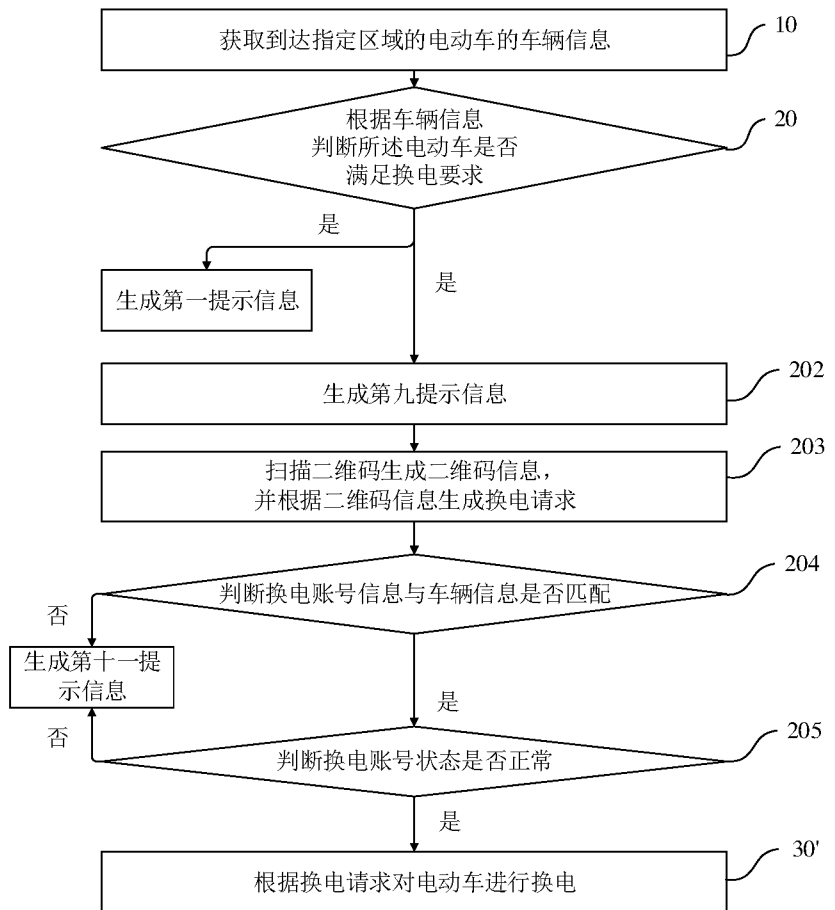 获取到达指定区域的电动车的车辆信息
10
根据车辆信息
判断所述电动车是否
满足换电要求
20
是
生成第一提示信息
是
生成第九提示信息
202
扫描二维码生成二维码信息，
并根据二维码信息生成换电请求
203
判断换电账号信息与车辆信息是否匹配
204
否
生成第十一提
示信息
是
否
判断换电账号状态是否正常
205
是
根据换电请求对电动车进行换电
30'